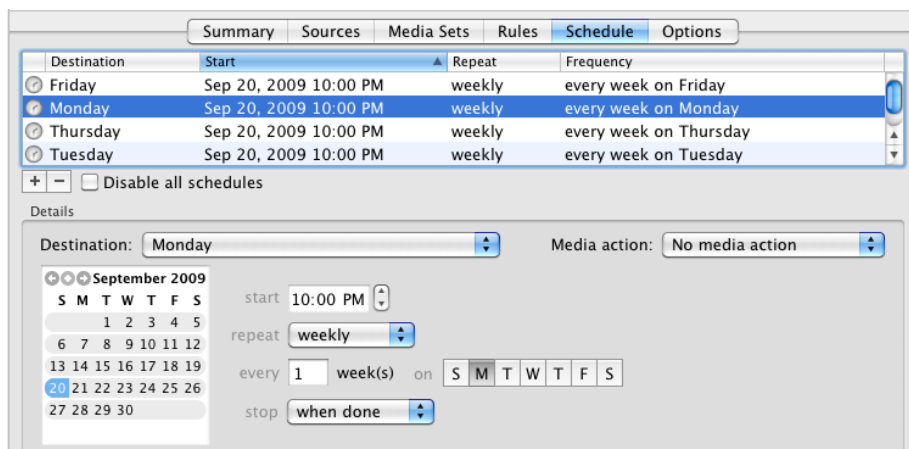 Summary Sources Media Sets Rules Schedule Options
Destination Start Repeat Frequency
Friday Sep 20, 2009 10:00 PM weekly every week on Friday
Monday Sep 20, 2009 10:00 PM weekly every week on Monday
Thursday Sep 20, 2009 10:00 PM weekly every week on Thursday
Tuesday Sep 20, 2009 10:00 PM weekly every week on Tuesday
+ − Disable all schedules
Details
Destination: Monday Media action: No media action
September 2009
S M T W T F S
1 2 3 4 5
6 7 8 9 10 11 12
13 14 15 16 17 18 19
20 21 22 23 24 25 26
27 28 29 30
start 10:00 PM
repeat weekly
every 1 week(s) on S M T W T F S
stop when done